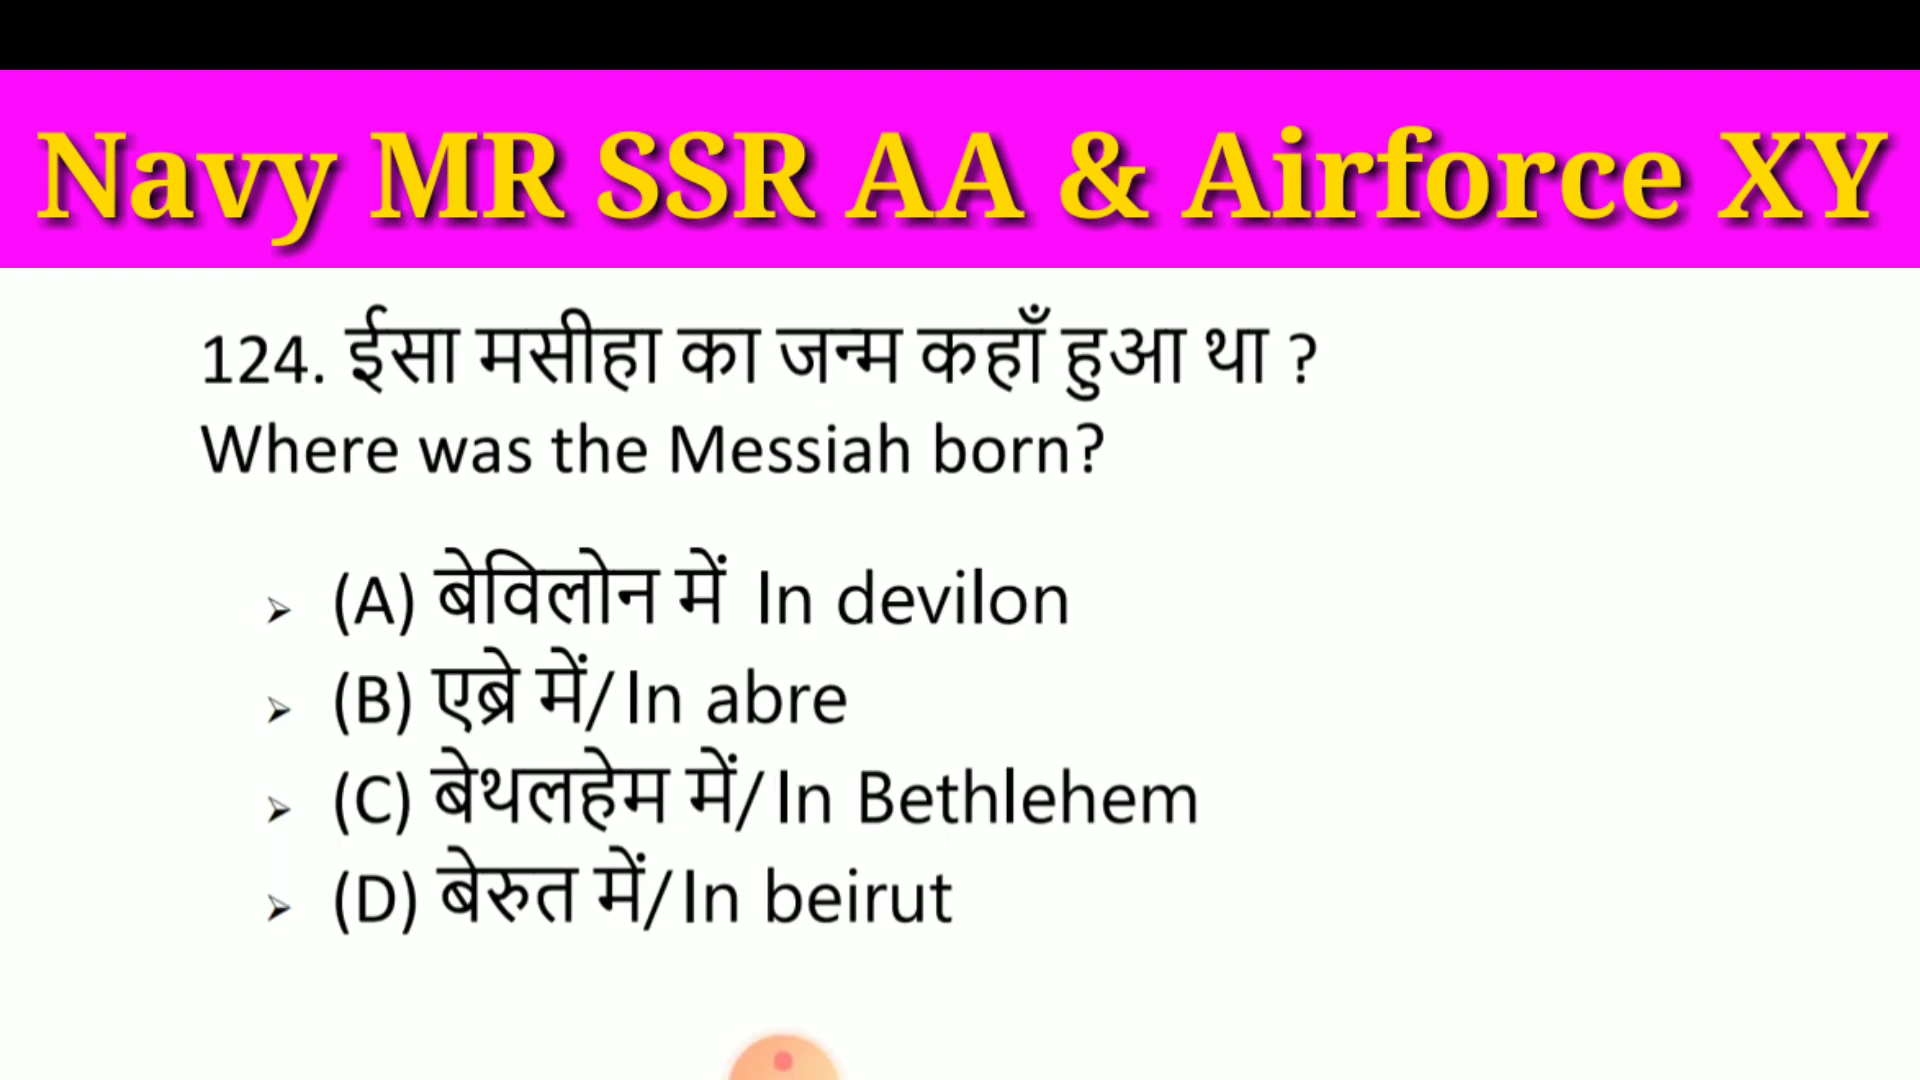 Navy MR SSR AA & Airforce XY
124. ईसा मसीहा का जन्म कहाँ हुआ था ?
Where was the Messiah born?
➢ (A) बेविलोन में In devilon
➢ (B) एब्रे में/In abre
➢ (C) बेथलहेम में/In Bethlehem
➢ (D) बेरुत में/In beirut